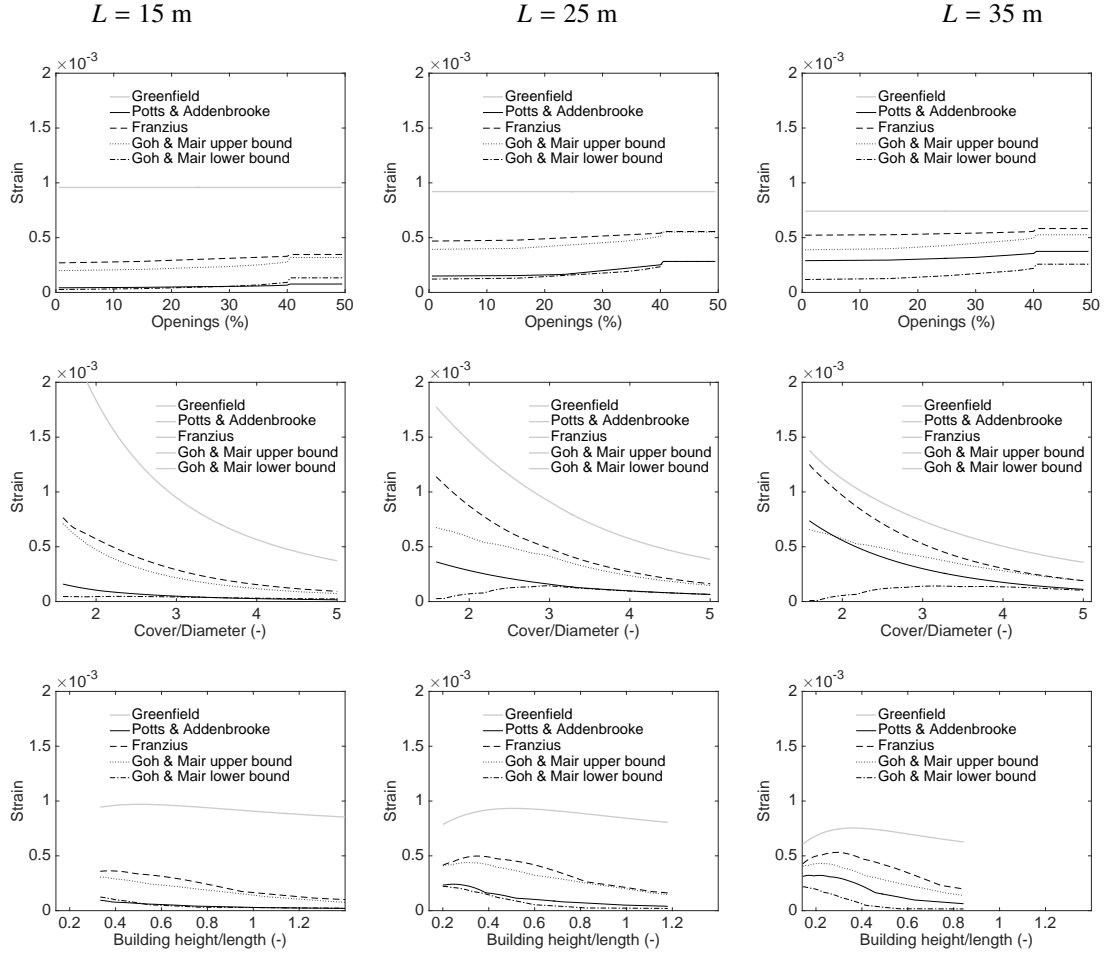 L = 15 m
L = 25 m
L = 35 m
2 ×10-3
1.5
1
0.5
0
Strain
Greenfield
Potts & Addenbrooke
Franzius
Goh & Mair upper bound
Goh & Mair lower bound
0 10 20 30 40 50
Openings (%)
2 ×10-3
1.5
1
0.5
0
Strain
Greenfield
Potts & Addenbrooke
Franzius
Goh & Mair upper bound
Goh & Mair lower bound
0 10 20 30 40 50
Openings (%)
2 ×10-3
1.5
1
0.5
0
Strain
Greenfield
Potts & Addenbrooke
Franzius
Goh & Mair upper bound
Goh & Mair lower bound
0 10 20 30 40 50
Openings (%)
2 ×10-3
1.5
1
0.5
0
Strain
Greenfield
Potts & Addenbrooke
Franzius
Goh & Mair upper bound
Goh & Mair lower bound
2 3 4 5
Cover/Diameter (-)
2 ×10-3
1.5
1
0.5
0
Strain
Greenfield
Potts & Addenbrooke
Franzius
Goh & Mair upper bound
Goh & Mair lower bound
2 3 4 5
Cover/Diameter (-)
2 ×10-3
1.5
1
0.5
0
Strain
Greenfield
Potts & Addenbrooke
Franzius
Goh & Mair upper bound
Goh & Mair lower bound
2 3 4 5
Cover/Diameter (-)
2 ×10-3
1.5
1
0.5
0
Strain
Greenfield
Potts & Addenbrooke
Franzius
Goh & Mair upper bound
Goh & Mair lower bound
0.2 0.4 0.6 0.8 1 1.2
Building height/length (-)
2 ×10-3
1.5
1
0.5
0
Strain
Greenfield
Potts & Addenbrooke
Franzius
Goh & Mair upper bound
Goh & Mair lower bound
0.2 0.4 0.6 0.8 1 1.2
Building height/length (-)
2 ×10-3
1.5
1
0.5
0
Strain
Greenfield
Potts & Addenbrooke
Franzius
Goh & Mair upper bound
Goh & Mair lower bound
0.2 0.4 0.6 0.8 1 1.2
Building height/length (-)